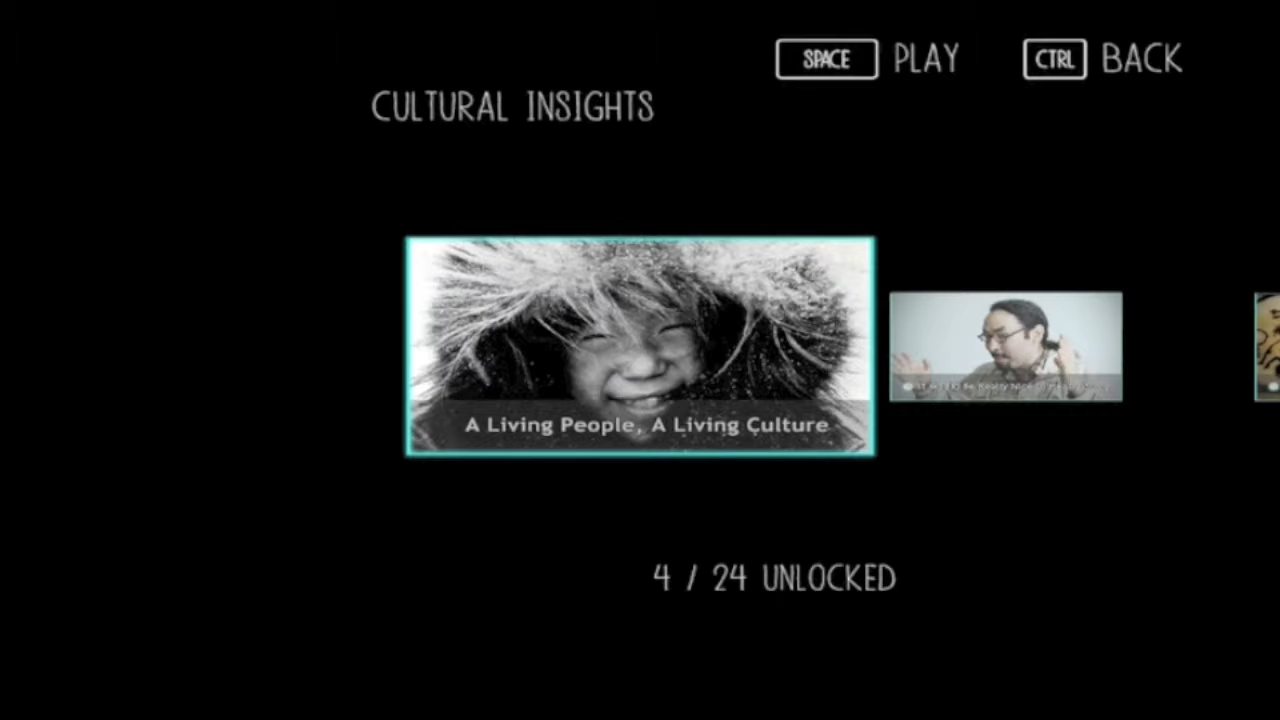 SPACE PLAY CTRL BACK
CULTURAL INSIGHTS
A Living People, A Living Culture
4 / 24 UNLOCKED